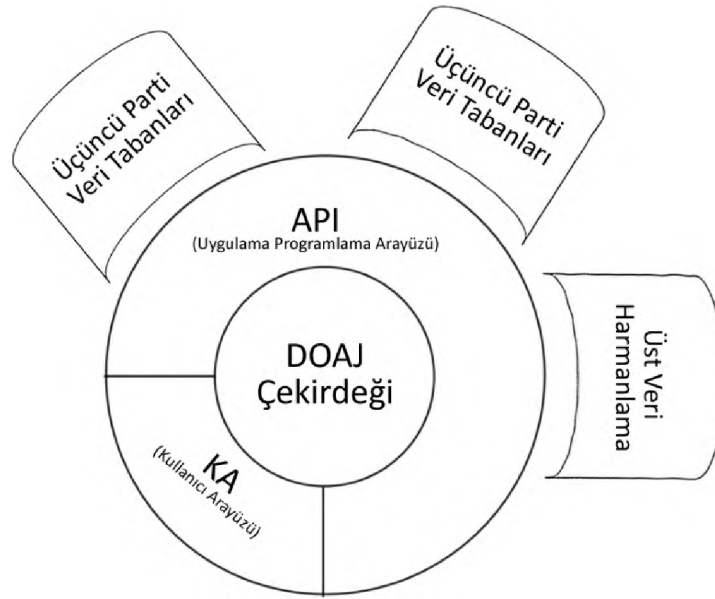 Üçüncü Parti
Veri Tabanları
Üçüncü Parti
Veri Tabanları
API
(Uygulama Programlama Arayüzü)
Üst Veri
Harmanlama
DOAJ
Çekirdeği
KA
(Kullanıcı Arayüzü)